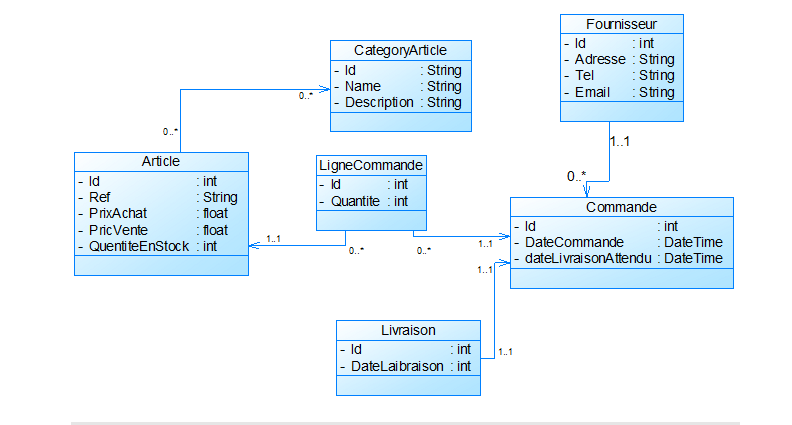 CategoryArticle
- Id : String
- Name : String
- Description : String
Fournisseur
- Id : int
- Adresse : String
- Tel : String
- Email : String
0..*
0..*
1..1
0..*
Article
- Id : int
- Ref : String
- PrixAchat : float
- PricVente : float
- QuentiteEnStock : int
LigneCommande
- Id : int
- Quantite : int
Commande
- Id : int
- DateCommande : DateTime
- dateLivraisonAttendu : DateTime
1..1
0..*
0..*
1..1
1..1
1..1
Livraison
- Id : int
- DateLaibraison : int